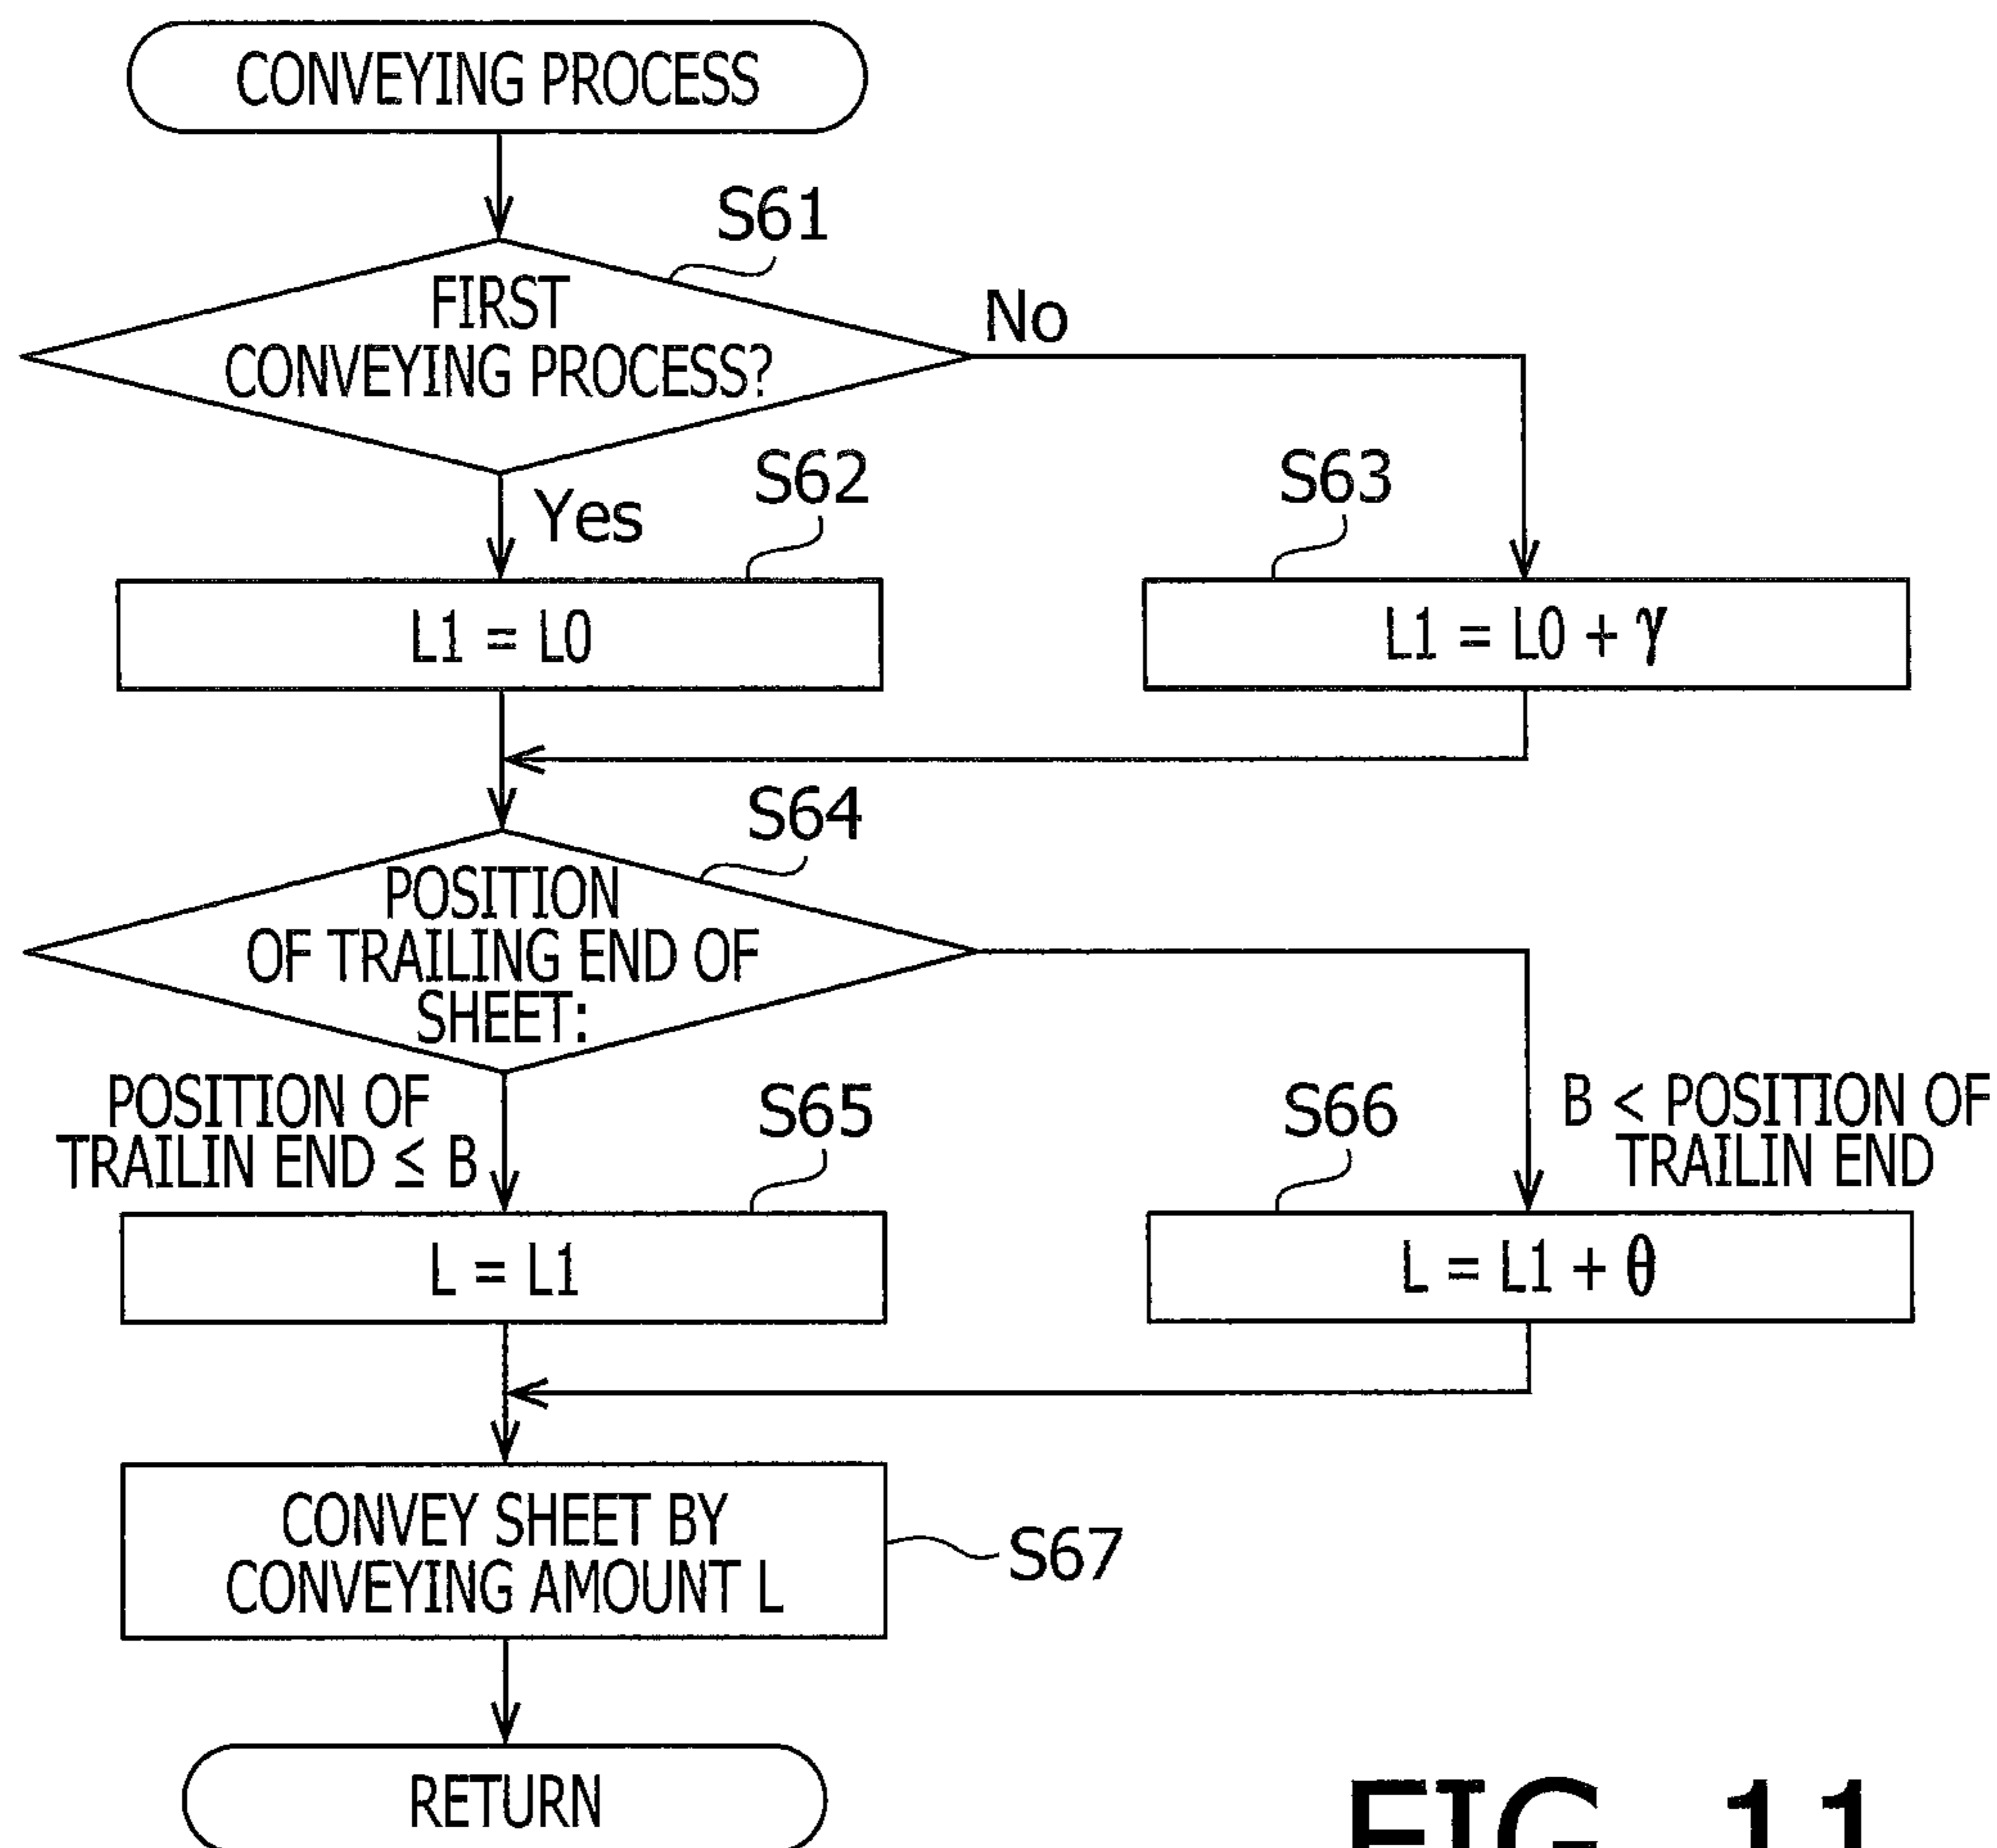 CONVEYING PROCESS
S61
FIRST
CONVEYING PROCESS?
No
Yes
S62
S63
L1 = L0
L1 = L0 + γ
S64
POSITION
OF TRAILING END OF
SHEET:
POSITION OF
TRAILIN END ≤ B
S65
S66
B < POSITION OF
TRAILIN END
L = L1
L = L1 + θ
CONVEY SHEET BY
CONVEYING AMOUNT L
S67
RETURN
FIG. 11